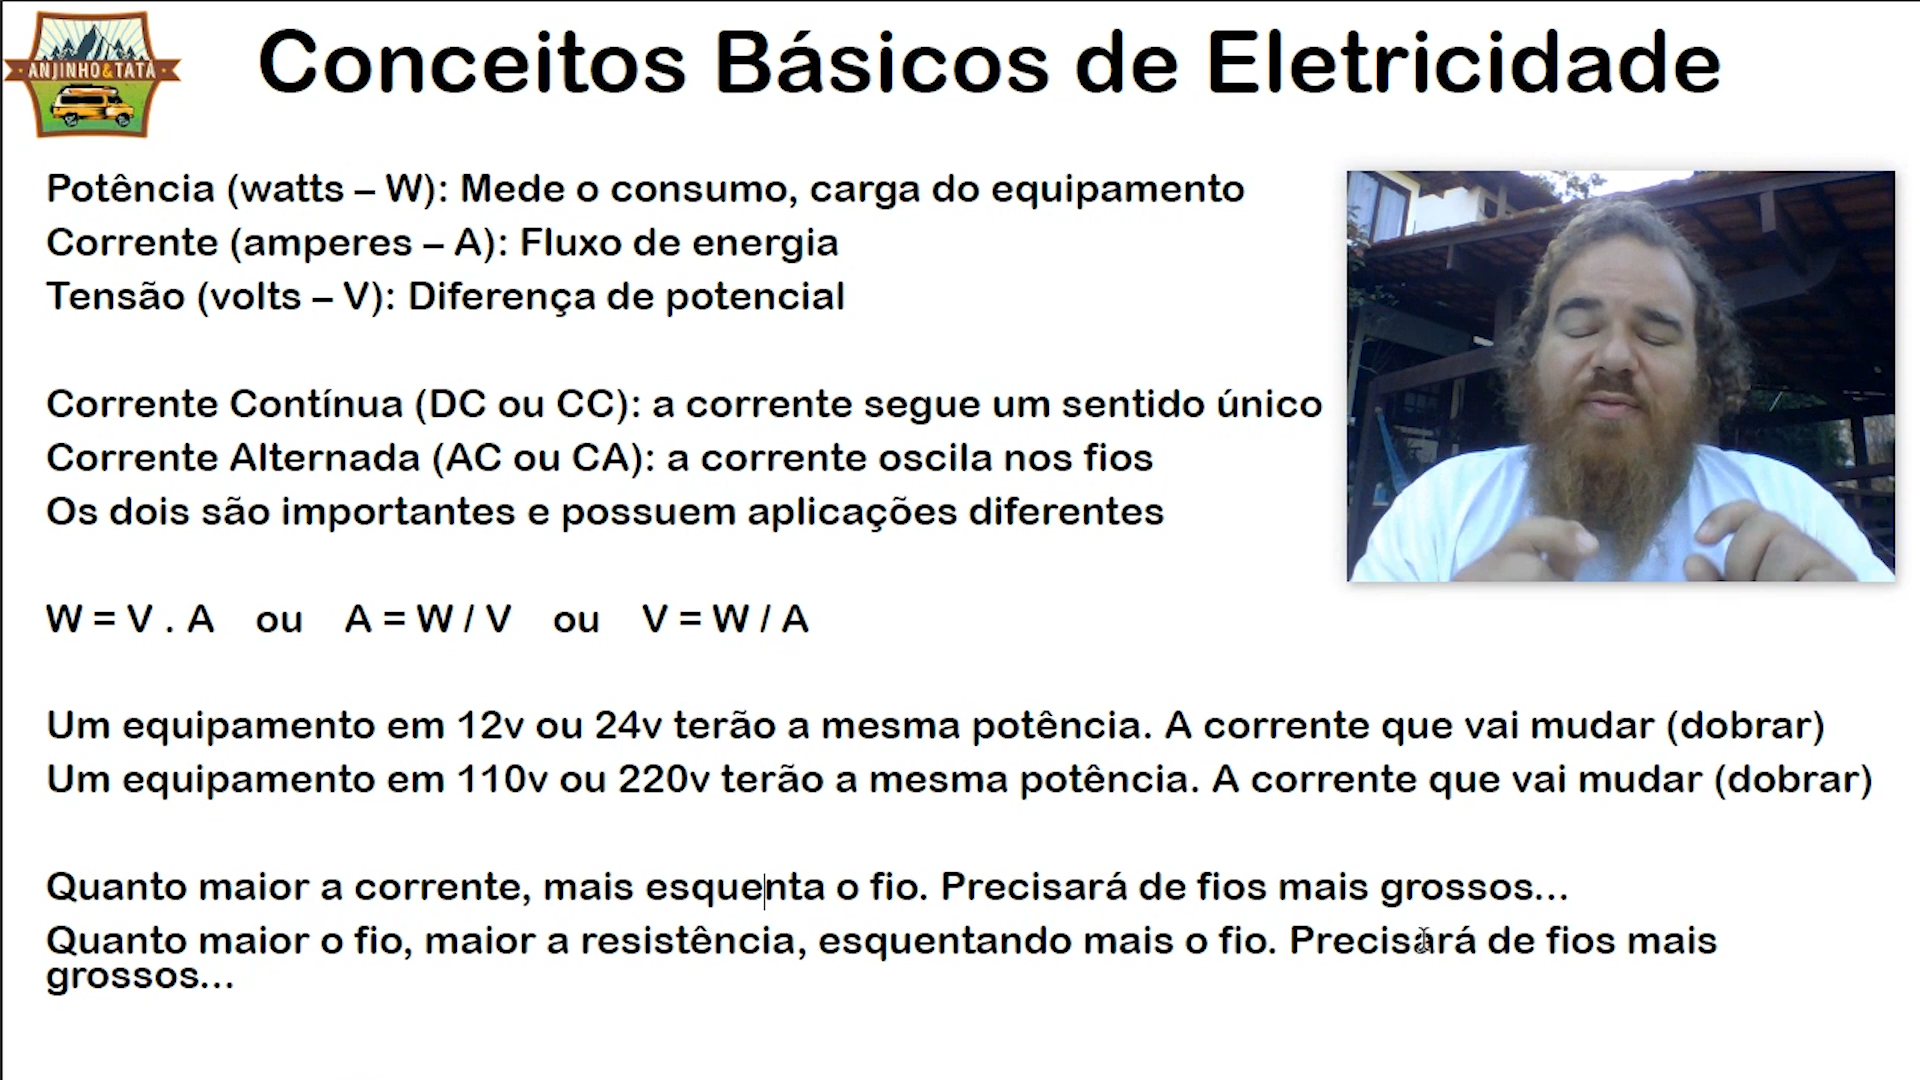 ANJINHO&TATÁ
Conceitos Básicos de Eletricidade
Potência (watts – W): Mede o consumo, carga do equipamento
Corrente (amperes – A): Fluxo de energia
Tensão (volts – V): Diferença de potencial
Corrente Contínua (DC ou CC): a corrente segue um sentido único
Corrente Alternada (AC ou CA): a corrente oscila nos fios
Os dois são importantes e possuem aplicações diferentes
W = V . A ou A = W / V ou V = W / A
Um equipamento em 12v ou 24v terão a mesma potência. A corrente que vai mudar (dobrar)
Um equipamento em 110v ou 220v terão a mesma potência. A corrente que vai mudar (dobrar)
Quanto maior a corrente, mais esquenta o fio. Precisará de fios mais grossos...
Quanto maior o fio, maior a resistência, esquentando mais o fio. Precisará de fios mais
grossos...